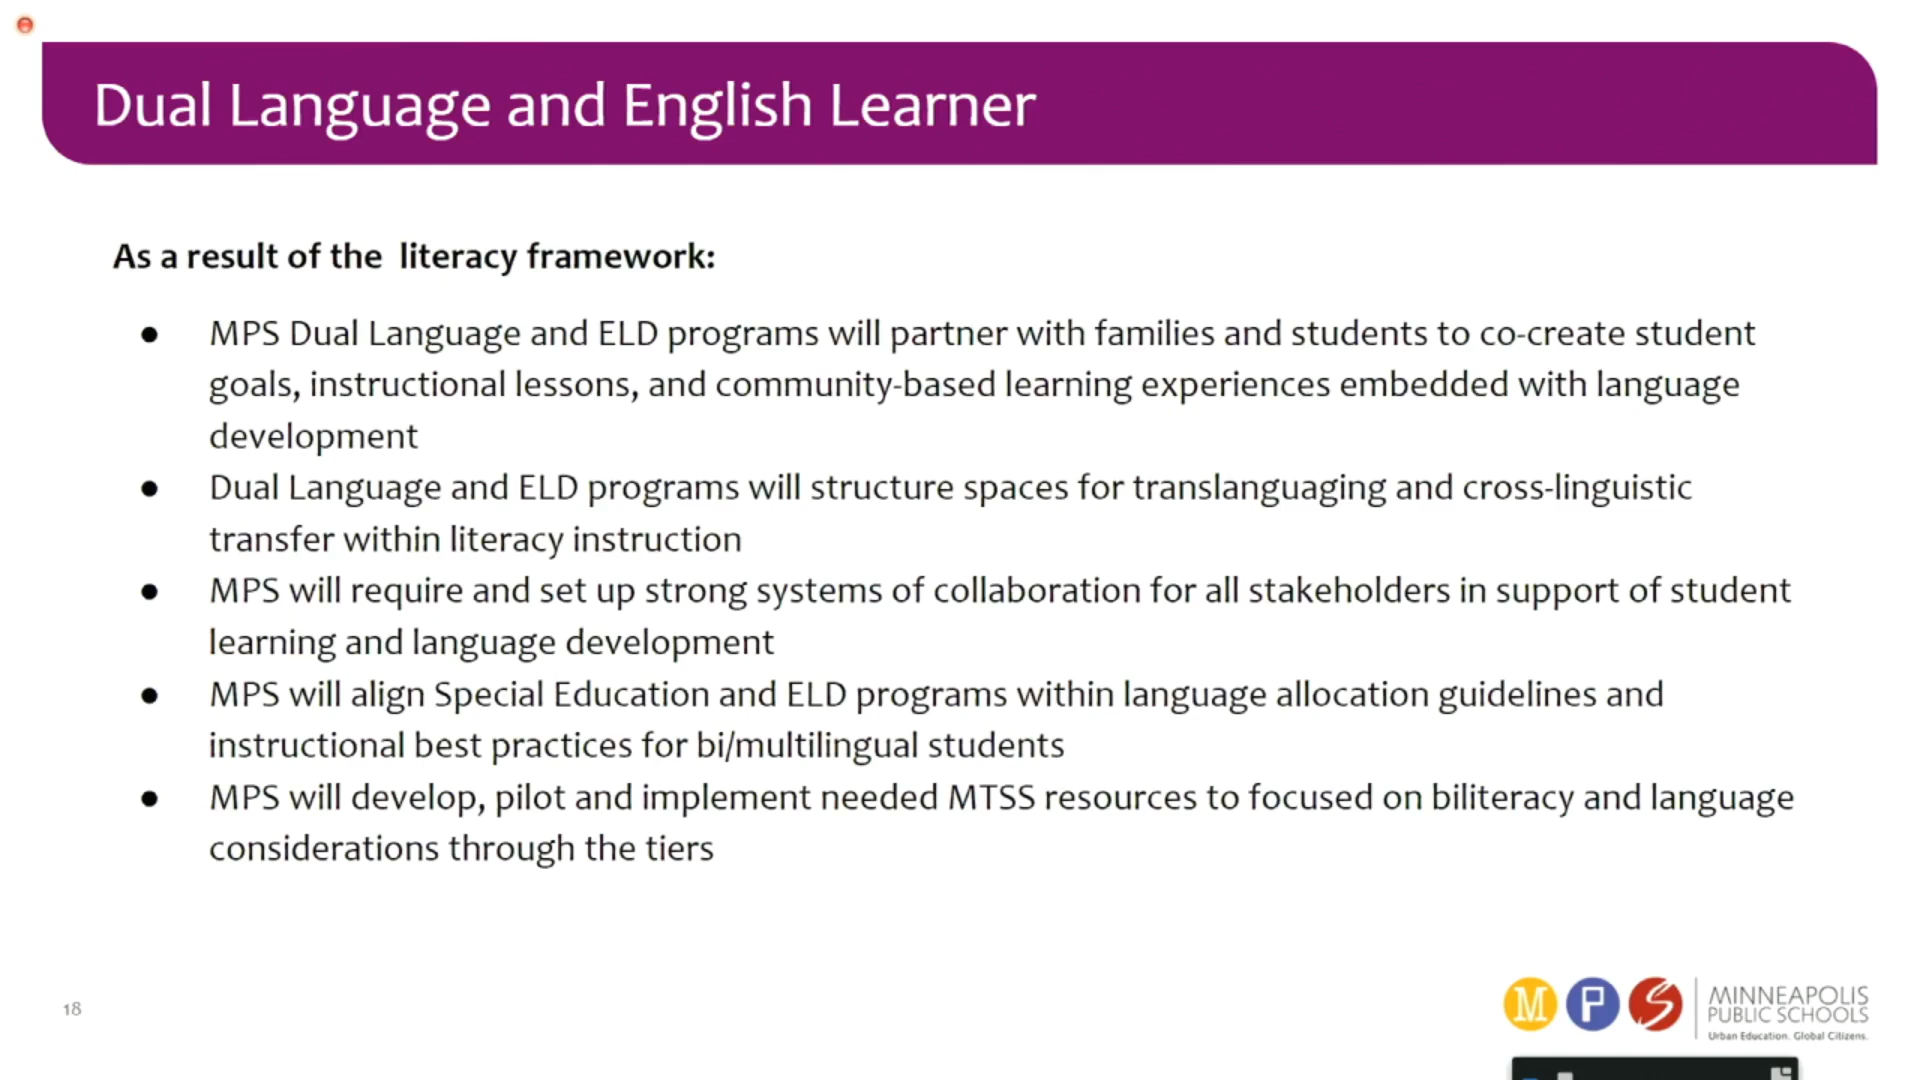 Dual Language and English Learner
As a result of the literacy framework:
● MPS Dual Language and ELD programs will partner with families and students to co-create student
goals, instructional lessons, and community-based learning experiences embedded with language
development
● Dual Language and ELD programs will structure spaces for translanguaging and cross-linguistic
transfer within literacy instruction
● MPS will require and set up strong systems of collaboration for all stakeholders in support of student
learning and language development
● MPS will align Special Education and ELD programs within language allocation guidelines and
instructional best practices for bi/multilingual students
● MPS will develop, pilot and implement needed MTSS resources to focused on biliteracy and language
considerations through the tiers
18
M P S
MINNEAPOLIS
PUBLIC SCHOOLS
Urban Education. Global Citizens.